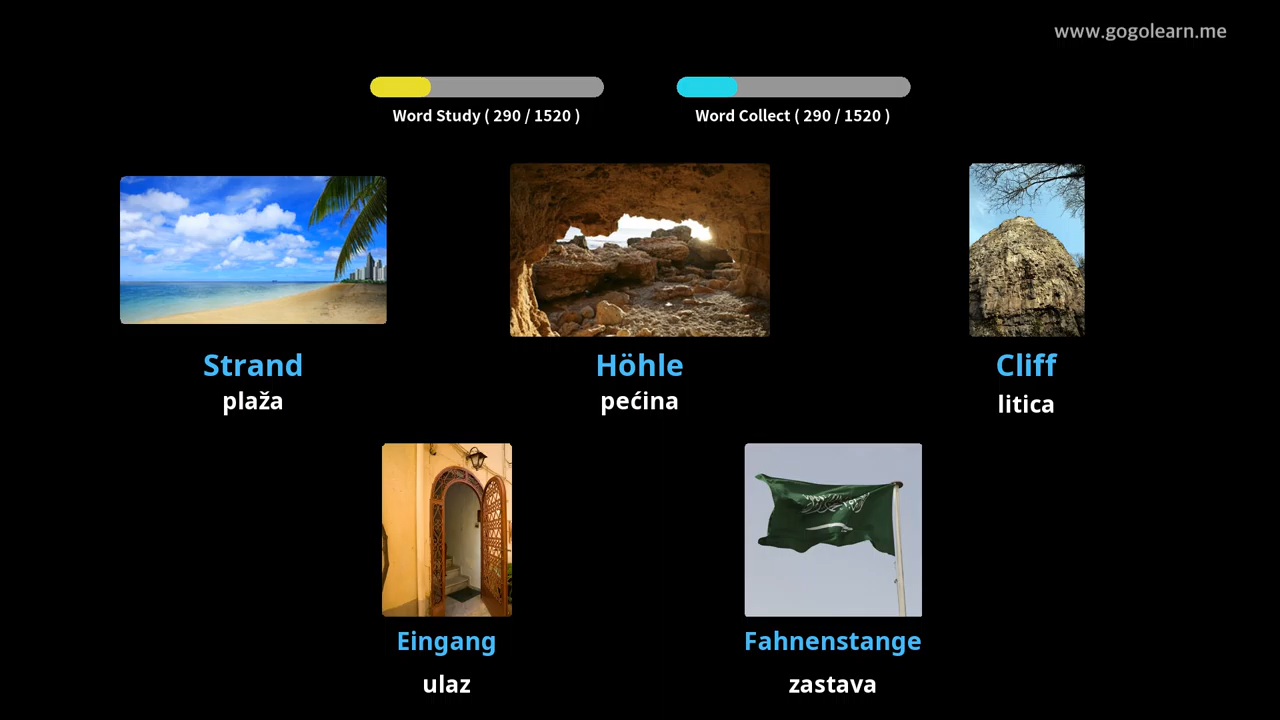 www.gogolearn.me
Word Study ( 290 / 1520 )
Word Collect ( 290 / 1520 )
Strand
plaža
Höhle
pećina
Cliff
litica
Eingang
ulaz
Fahnenstange
zastava